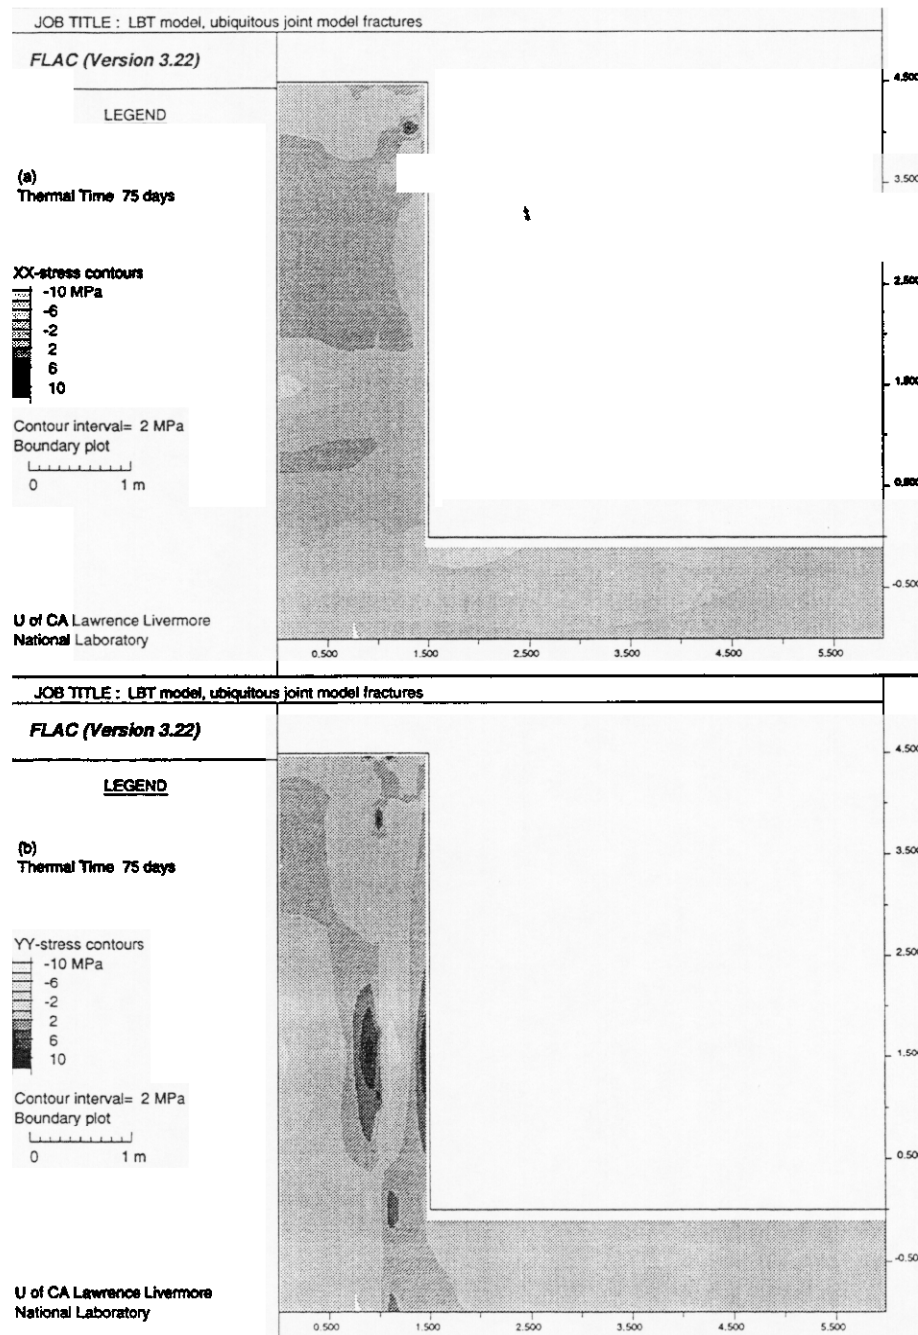 JOB TITLE : LBT model, ubiquitous joint model fractures
FLAC (Version 3.22)
LEGEND
(a)
Thermal Time 75 days
XX-stress contours
-10 MPa
-6
-2
2
6
10
Contour interval= 2 MPa
Boundary plot
0 1 m
U of CA Lawrence Livermore
National Laboratory
4.500
3.500
2.500
1.500
0.500
-0.500
0.500 1.500 2.500 3.500 4.500 5.500
JOB TITLE : LBT model, ubiquitous joint model fractures
FLAC (Version 3.22)
LEGEND
(b)
Thermal Time 75 days
YY-stress contours
-10 MPa
-6
-2
2
6
10
Contour interval= 2 MPa
Boundary plot
0 1 m
U of CA Lawrence Livermore
National Laboratory
4.500
3.500
2.500
1.500
0.500
-0.500
0.500 1.500 2.500 3.500 4.500 5.500